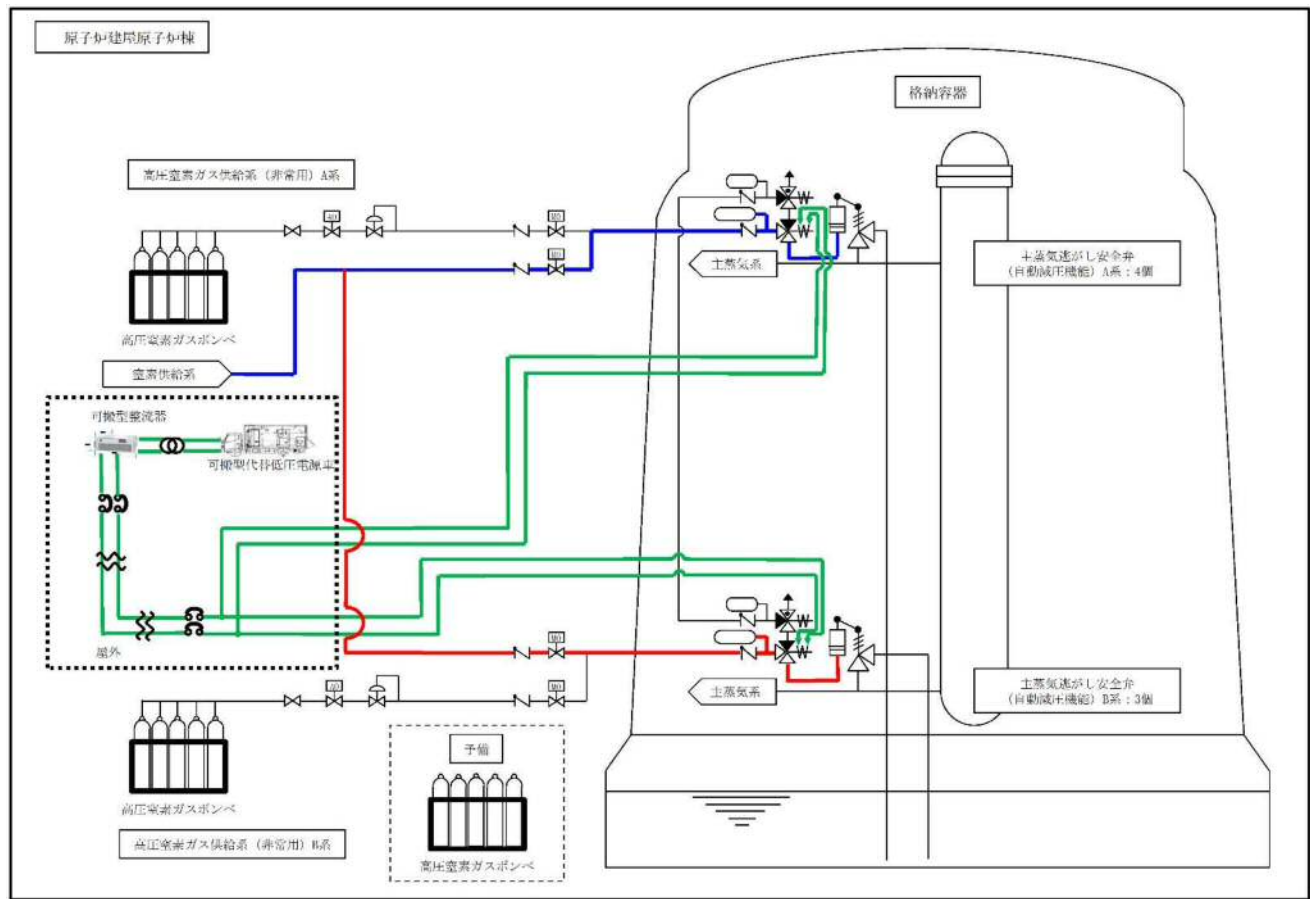 原子炉建屋原子炉棟
格納容器
高圧窒素ガス供給系（非常用）A系
AO
MO
MO
高圧窒素ガスボンベ
窒素供給系
主蒸気系
主蒸気逃がし安全弁
(自動減圧機能) A系：4個
可搬型整流器
可搬型代替低圧電源車
屋外
MO
AO
MO
高圧窒素ガスボンベ
高圧窒素ガス供給系（非常用）B系
予備
高圧窒素ガスボンベ
主蒸気系
主蒸気逃がし安全弁
(自動減圧機能) B系：3個